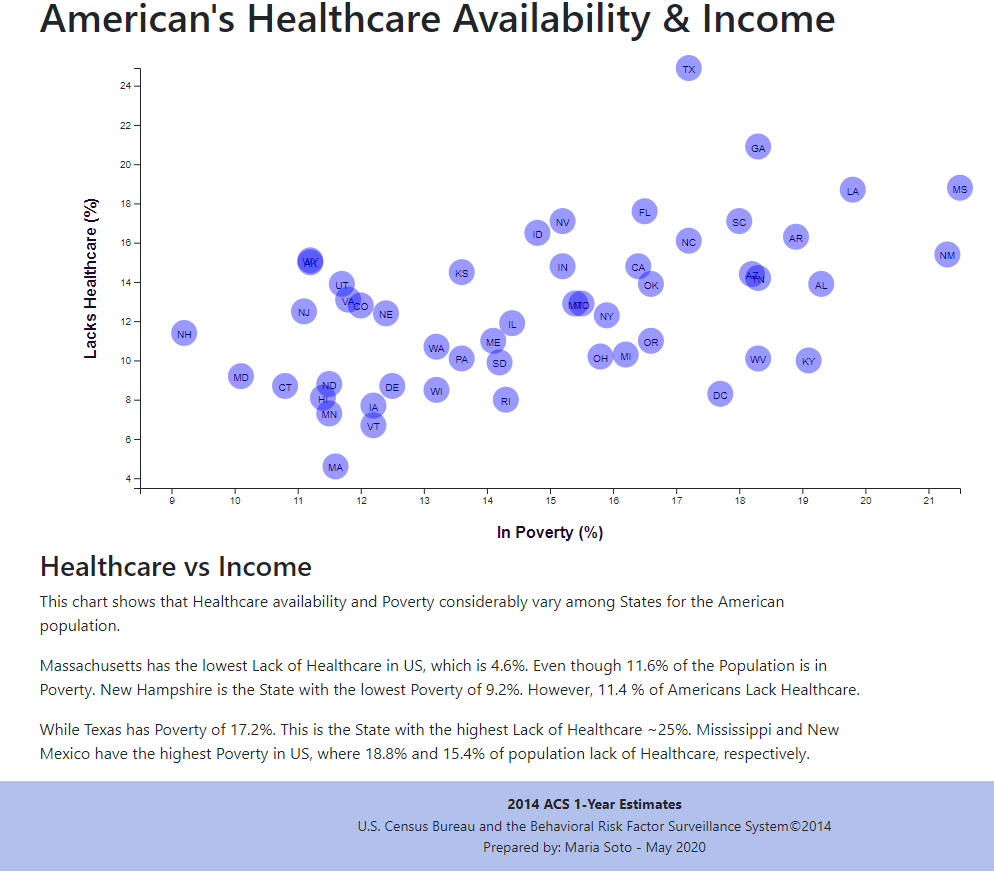 American's Healthcare Availability & Income
TX
24
22
GA
20
LA
MS
18
FL
NV
SC
ID
NC
AR
16
NM
AK
IN
CA
KS
AZ
TN
14
UT
OK
AL
VA
CO
MO
NJ
NE
NY
12
IL
NH
ME
OR
WA
PA
SD
OH
MI
WV
KY
10
MD
CT
ND
DE
WI
DC
HI
RI
8
IA
MN
VT
6
MA
4
Lacks Healthcare (%)
9 10 11 12 13 14 15 16 17 18 19 20 21
In Poverty (%)
Healthcare vs Income
This chart shows that Healthcare availability and Poverty considerably vary among States for the American
population.
Massachusetts has the lowest Lack of Healthcare in US, which is 4.6%. Even though 11.6% of the Population is in
Poverty. New Hampshire is the State with the lowest Poverty of 9.2%. However, 11.4 % of Americans Lack Healthcare.
While Texas has Poverty of 17.2%. This is the State with the highest Lack of Healthcare ~25%. Mississippi and New
Mexico have the highest Poverty in US, where 18.8% and 15.4% of population lack of Healthcare, respectively.
2014 ACS 1-Year Estimates
U.S. Census Bureau and the Behavioral Risk Factor Surveillance System©2014
Prepared by: Maria Soto - May 2020